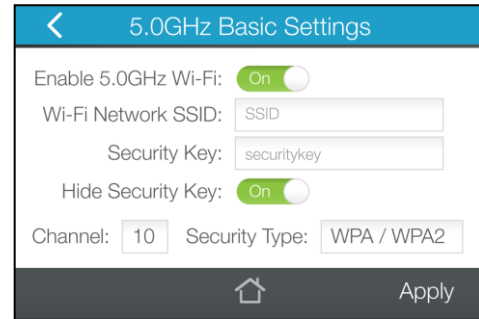 5.0GHz Basic Settings
Enable 5.0GHz Wi-Fi: On
Wi-Fi Network SSID: SSID
Security Key: securitykey
Hide Security Key: On
Channel: 10 Security Type: WPA / WPA2
Apply